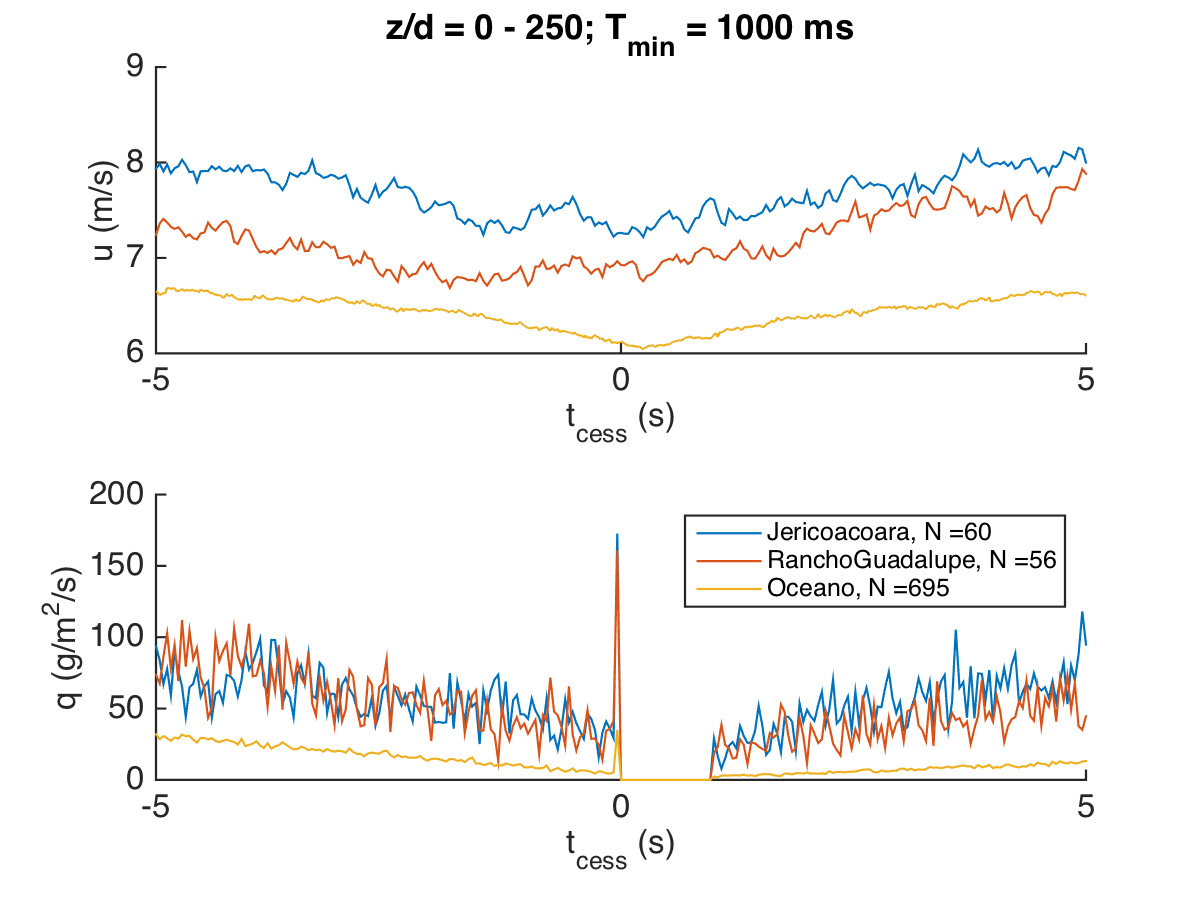 z/d = 0 - 250; T_min = 1000 ms
9
8
7
6
u (m/s)
-5 0 5
t_cess (s)
200
150
100
50
0
q (g/m^2/s)
Jericoacoara, N =60
RanchoGuadalupe, N =56
Oceano, N =695
-5 0 5
t_cess (s)